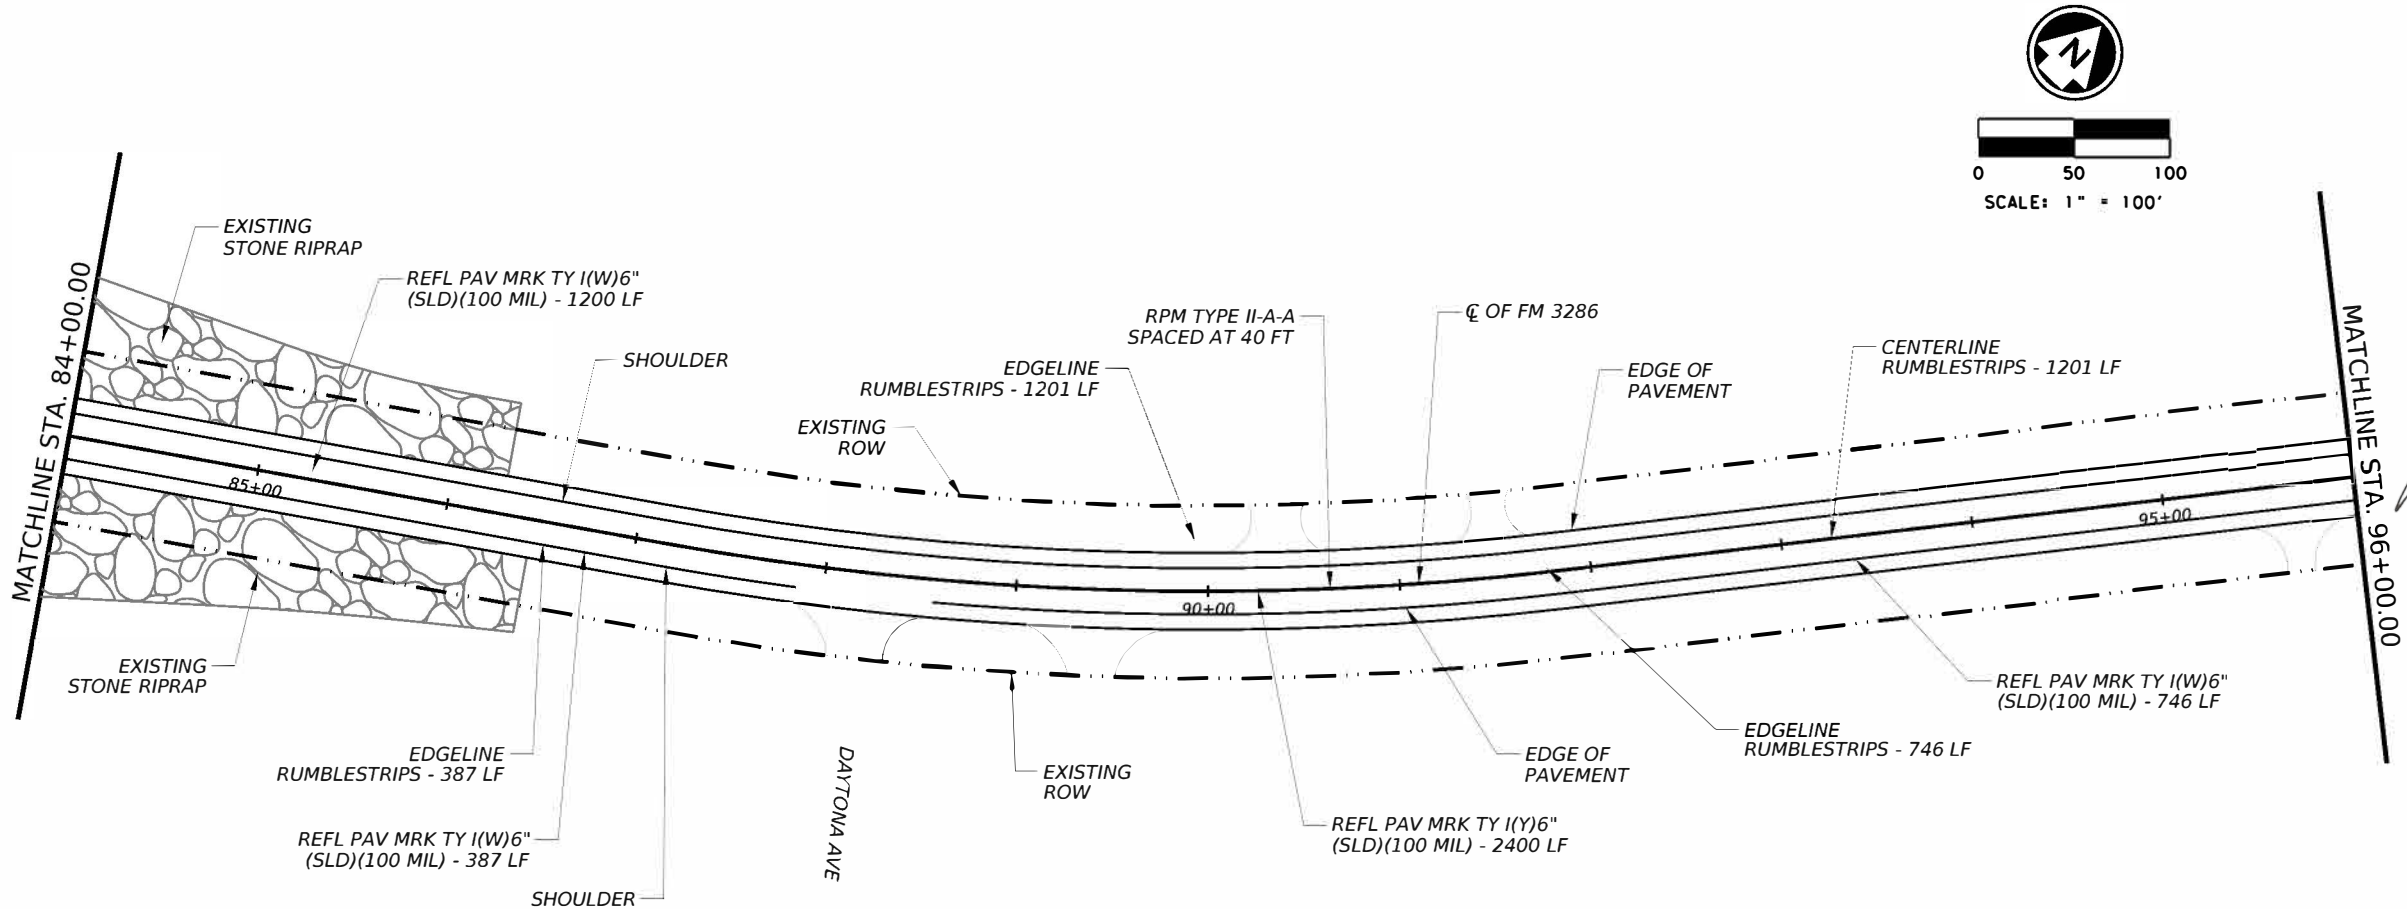 N
0 50 100
SCALE: 1" = 100'
MATCHLINE STA. 84+00.00
EXISTING
STONE RIPRAP
REFL PAV MRK TY I(W)6"
(SLD)(100 MIL) - 1200 LF
SHOULDER
EXISTING
ROW
EDGELINE
RUMBLESTRIPS - 1201 LF
RPM TYPE II-A-A
SPACED AT 40 FT
℄ OF FM 3286
EDGE OF
PAVEMENT
CENTERLINE
RUMBLESTRIPS - 1201 LF
MATCHLINE STA. 96+00.00
85+00
90+00
95+00
EXISTING
STONE RIPRAP
EDGELINE
RUMBLESTRIPS - 387 LF
REFL PAV MRK TY I(W)6"
(SLD)(100 MIL) - 387 LF
SHOULDER
DAYTONA AVE
EXISTING
ROW
REFL PAV MRK TY I(Y)6"
(SLD)(100 MIL) - 2400 LF
EDGE OF
PAVEMENT
EDGELINE
RUMBLESTRIPS - 746 LF
REFL PAV MRK TY I(W)6"
(SLD)(100 MIL) - 746 LF